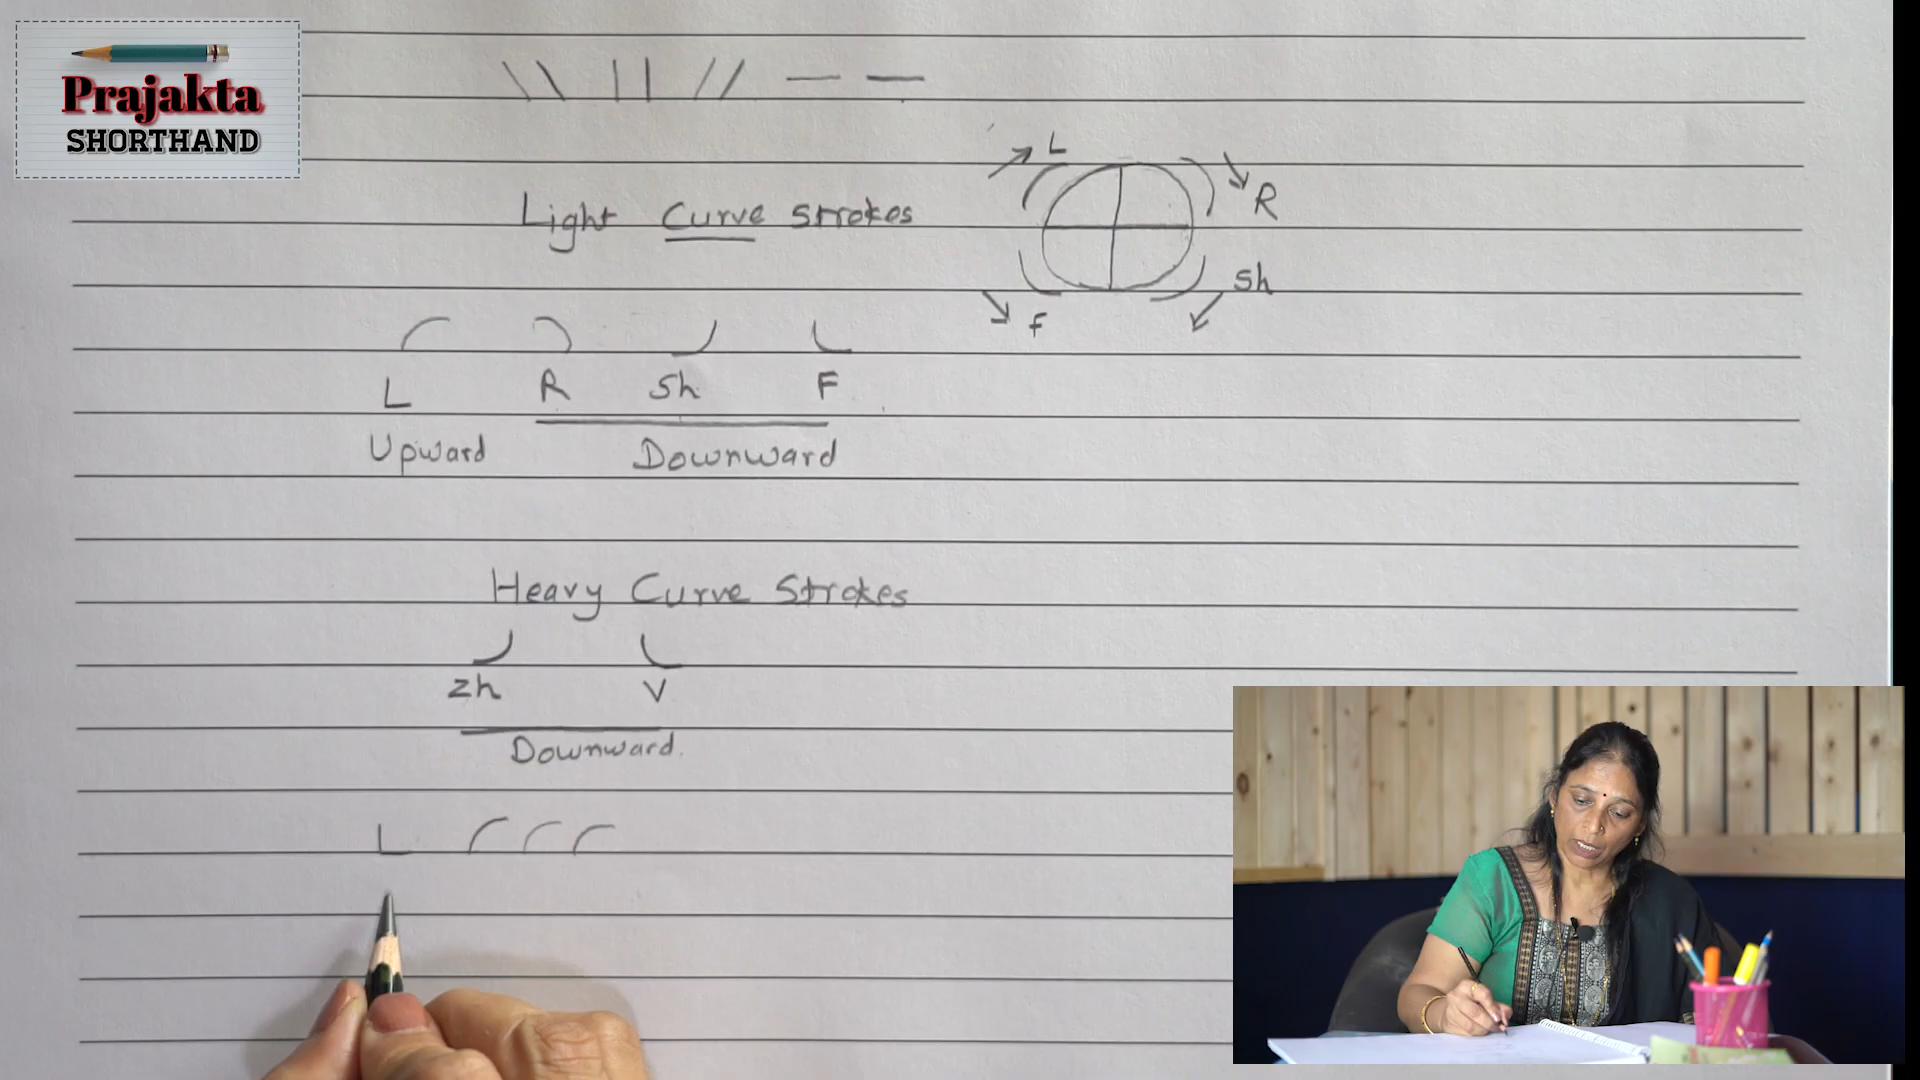 Prajakta
SHORTHAND
L
R
Light Curve Strokes
Sh
f
L R Sh F
Upward Downward
Heavy Curve Strokes
Zh V
Downward.
L